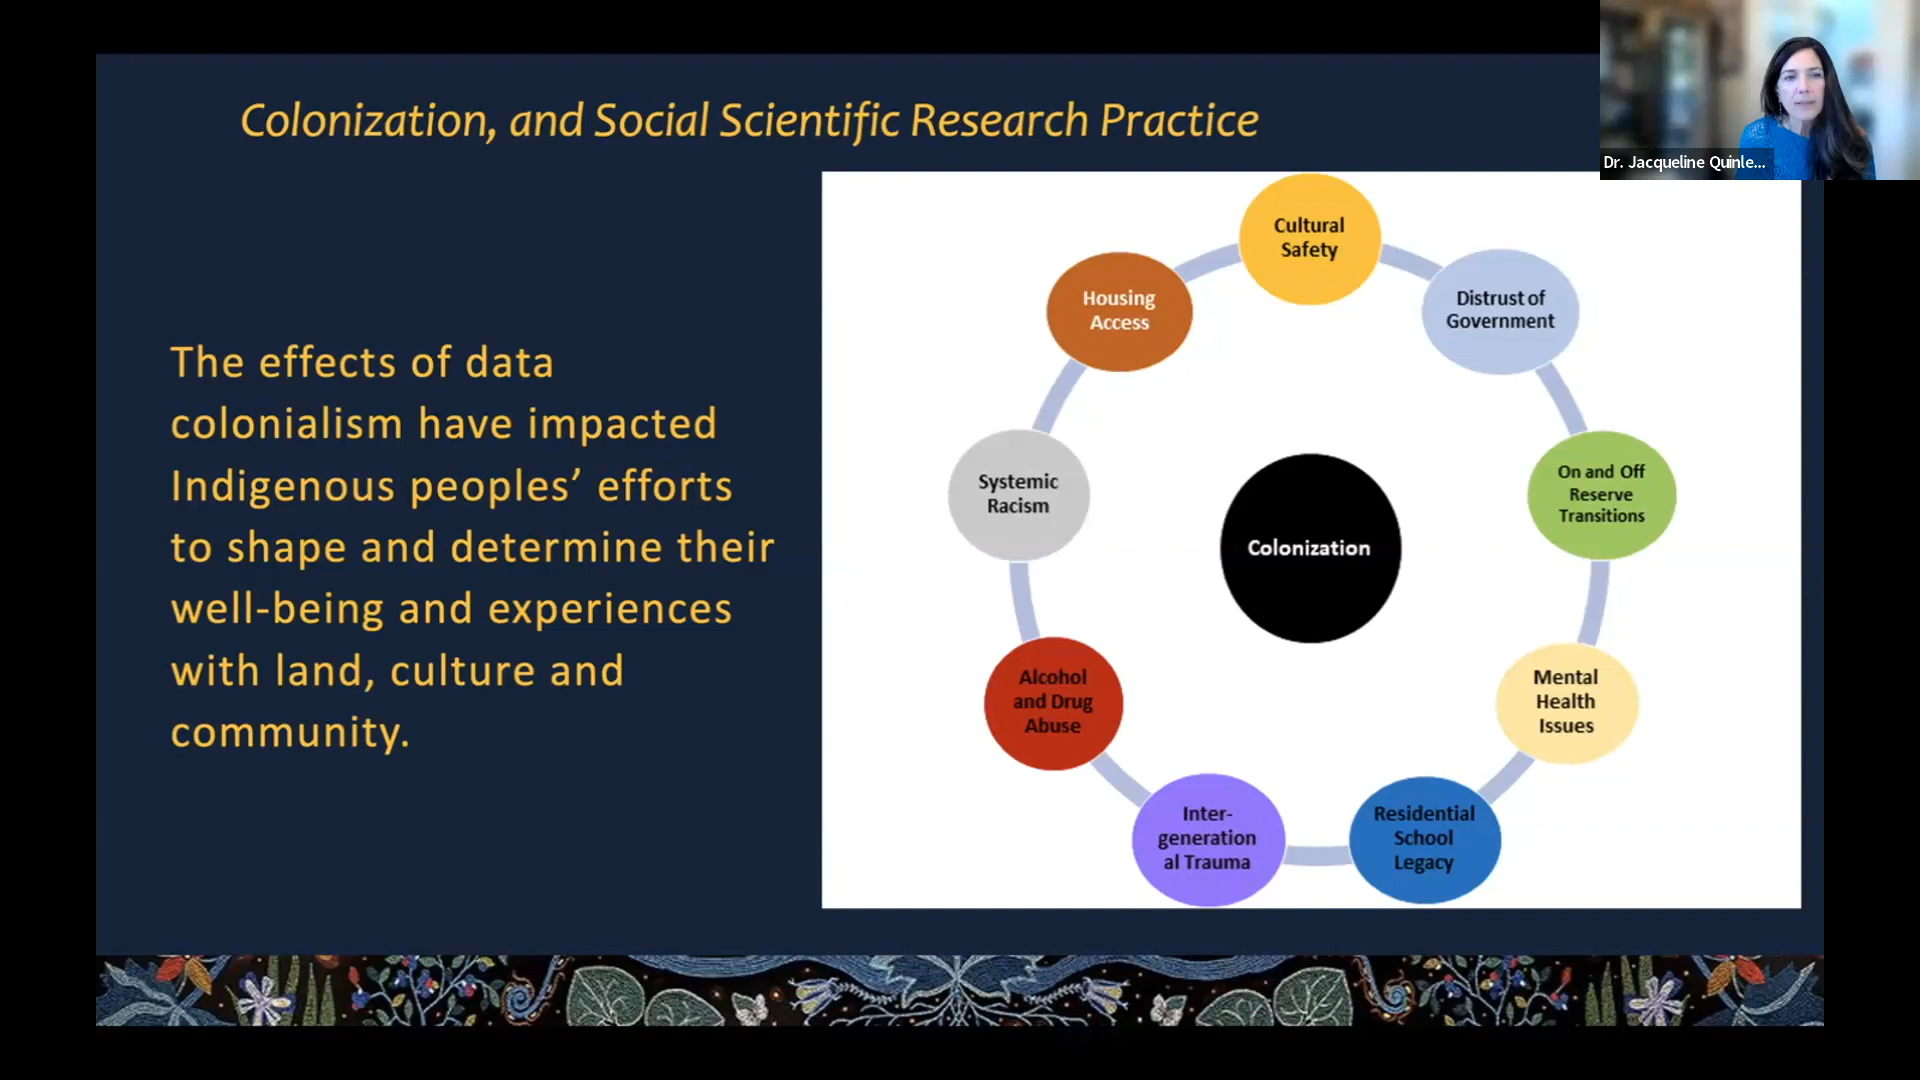 Colonization, and Social Scientific Research Practice
Dr. Jacqueline Quinle...
The effects of data
colonialism have impacted
Indigenous peoples’ efforts
to shape and determine their
well-being and experiences
with land, culture and
community.
Cultural
Safety
Distrust of
Government
On and Off
Reserve
Transitions
Mental
Health
Issues
Residential
School
Legacy
Inter-
generation
al Trauma
Alcohol
and Drug
Abuse
Systemic
Racism
Housing
Access
Colonization